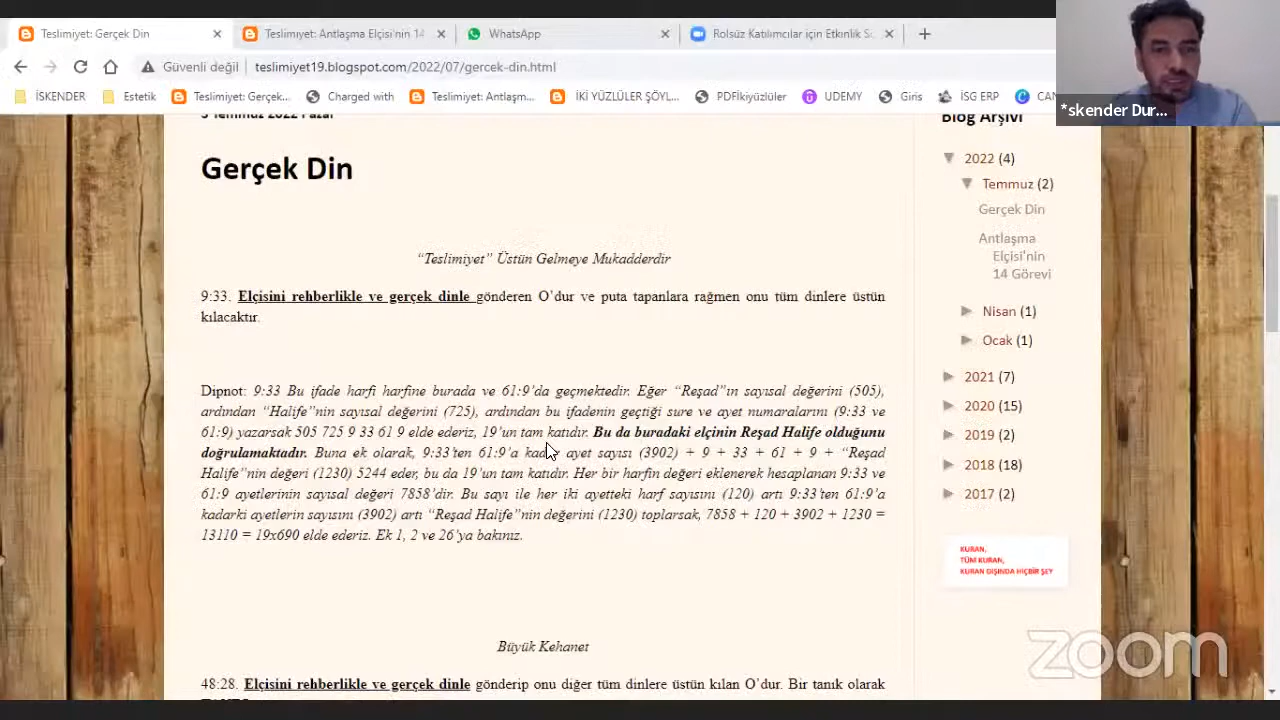 Teslimiyet: Gerçek Din
Teslimiyet: Antlaşma Elçisi'nin 14
WhatsApp
Rolsüz Katılımcılar için Etkinlik Sc
Güvenli değil
teslimiyet19.blogspot.com/2022/07/gercek-din.html
İSKENDER
Estetik
Teslimiyet: Gerçek...
Charged with
Teslimiyet: Antlaşm...
İKİ YÜZLÜLER ŞÖYL...
PDFİkiyüzlüler
UDEMY
Giris
İSG ERP
CAN
*skender Dur...
3 Temmuz 2022 Pazar
Gerçek Din
“Teslimiyet” Üstün Gelmeye Mukadderdir
9:33. Elçisini rehberlikle ve gerçek dinle gönderen O’dur ve puta tapanlara rağmen onu tüm dinlere üstün
kılacaktır.
Dipnot: 9:33 Bu ifade harfi harfine burada ve 61:9’da geçmektedir. Eğer “Reşad”ın sayısal değerini (505),
ardından “Halife”nin sayısal değerini (725), ardından bu ifadenin geçtiği sure ve ayet numaralarını (9:33 ve
61:9) yazarsak 505 725 9 33 61 9 elde ederiz, 19’un tam katıdır. Bu da buradaki elçinin Reşad Halife olduğunu
doğrulamaktadır. Buna ek olarak, 9:33’ten 61:9’a kadar ayet sayısı (3902) + 9 + 33 + 61 + 9 + “Reşad
Halife”nin değeri (1230) 5244 eder, bu da 19’un tam katıdır. Her bir harfin değeri eklenerek hesaplanan 9:33 ve
61:9 ayetlerinin sayısal değeri 7858’dir. Bu sayı ile her iki ayetteki harf sayısını (120) artı 9:33’ten 61:9’a
kadarki ayetlerin sayısını (3902) artı “Reşad Halife”nin değerini (1230) toplarsak, 7858 + 120 + 3902 + 1230 =
13110 = 19x690 elde ederiz. Ek 1, 2 ve 26’ya bakınız.
Büyük Kehanet
48:28. Elçisini rehberlikle ve gerçek dinle gönderip onu diğer tüm dinlere üstün kılan O’dur. Bir tanık olarak
Blog Arşivi
2022 (4)
Temmuz (2)
Gerçek Din
Antlaşma
Elçisi'nin
14 Görevi
Nisan (1)
Ocak (1)
2021 (7)
2020 (15)
2019 (2)
2018 (18)
2017 (2)
KURAN,
TÜM KURAN,
KURAN DIŞINDA HİÇBİR ŞEY
zoom